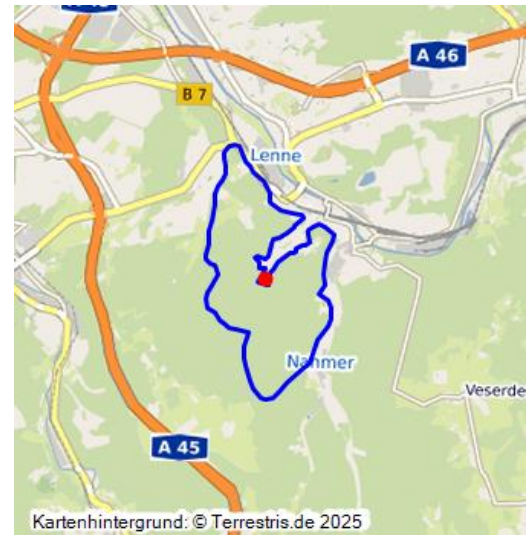 A 46
B 7
Lenne
Nahmer
Veserde
A 45
Kartenhintergrund: © Terrestris.de 2025